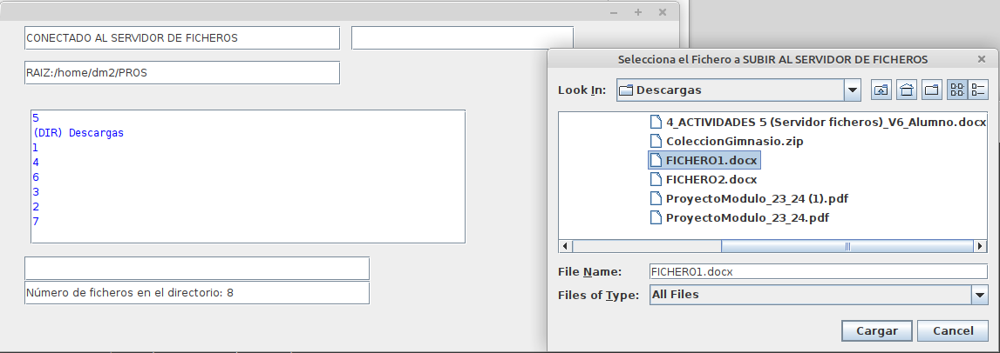 CONECTADO AL SERVIDOR DE FICHEROS
RAIZ:/home/dm2/PROS
5
(DIR) Descargas
1
4
6
3
2
7
Número de ficheros en el directorio: 8
Selecciona el Fichero a SUBIR AL SERVIDOR DE FICHEROS
Look In: Descargas
4_ACTIVIDADES 5 (Servidor ficheros)_V6_Alumno.docx
ColeccionGimnasio.zip
FICHERO1.docx
FICHERO2.docx
ProyectoModulo_23_24 (1).pdf
ProyectoModulo_23_24.pdf
File Name: FICHERO1.docx
Files of Type: All Files
Cargar Cancel